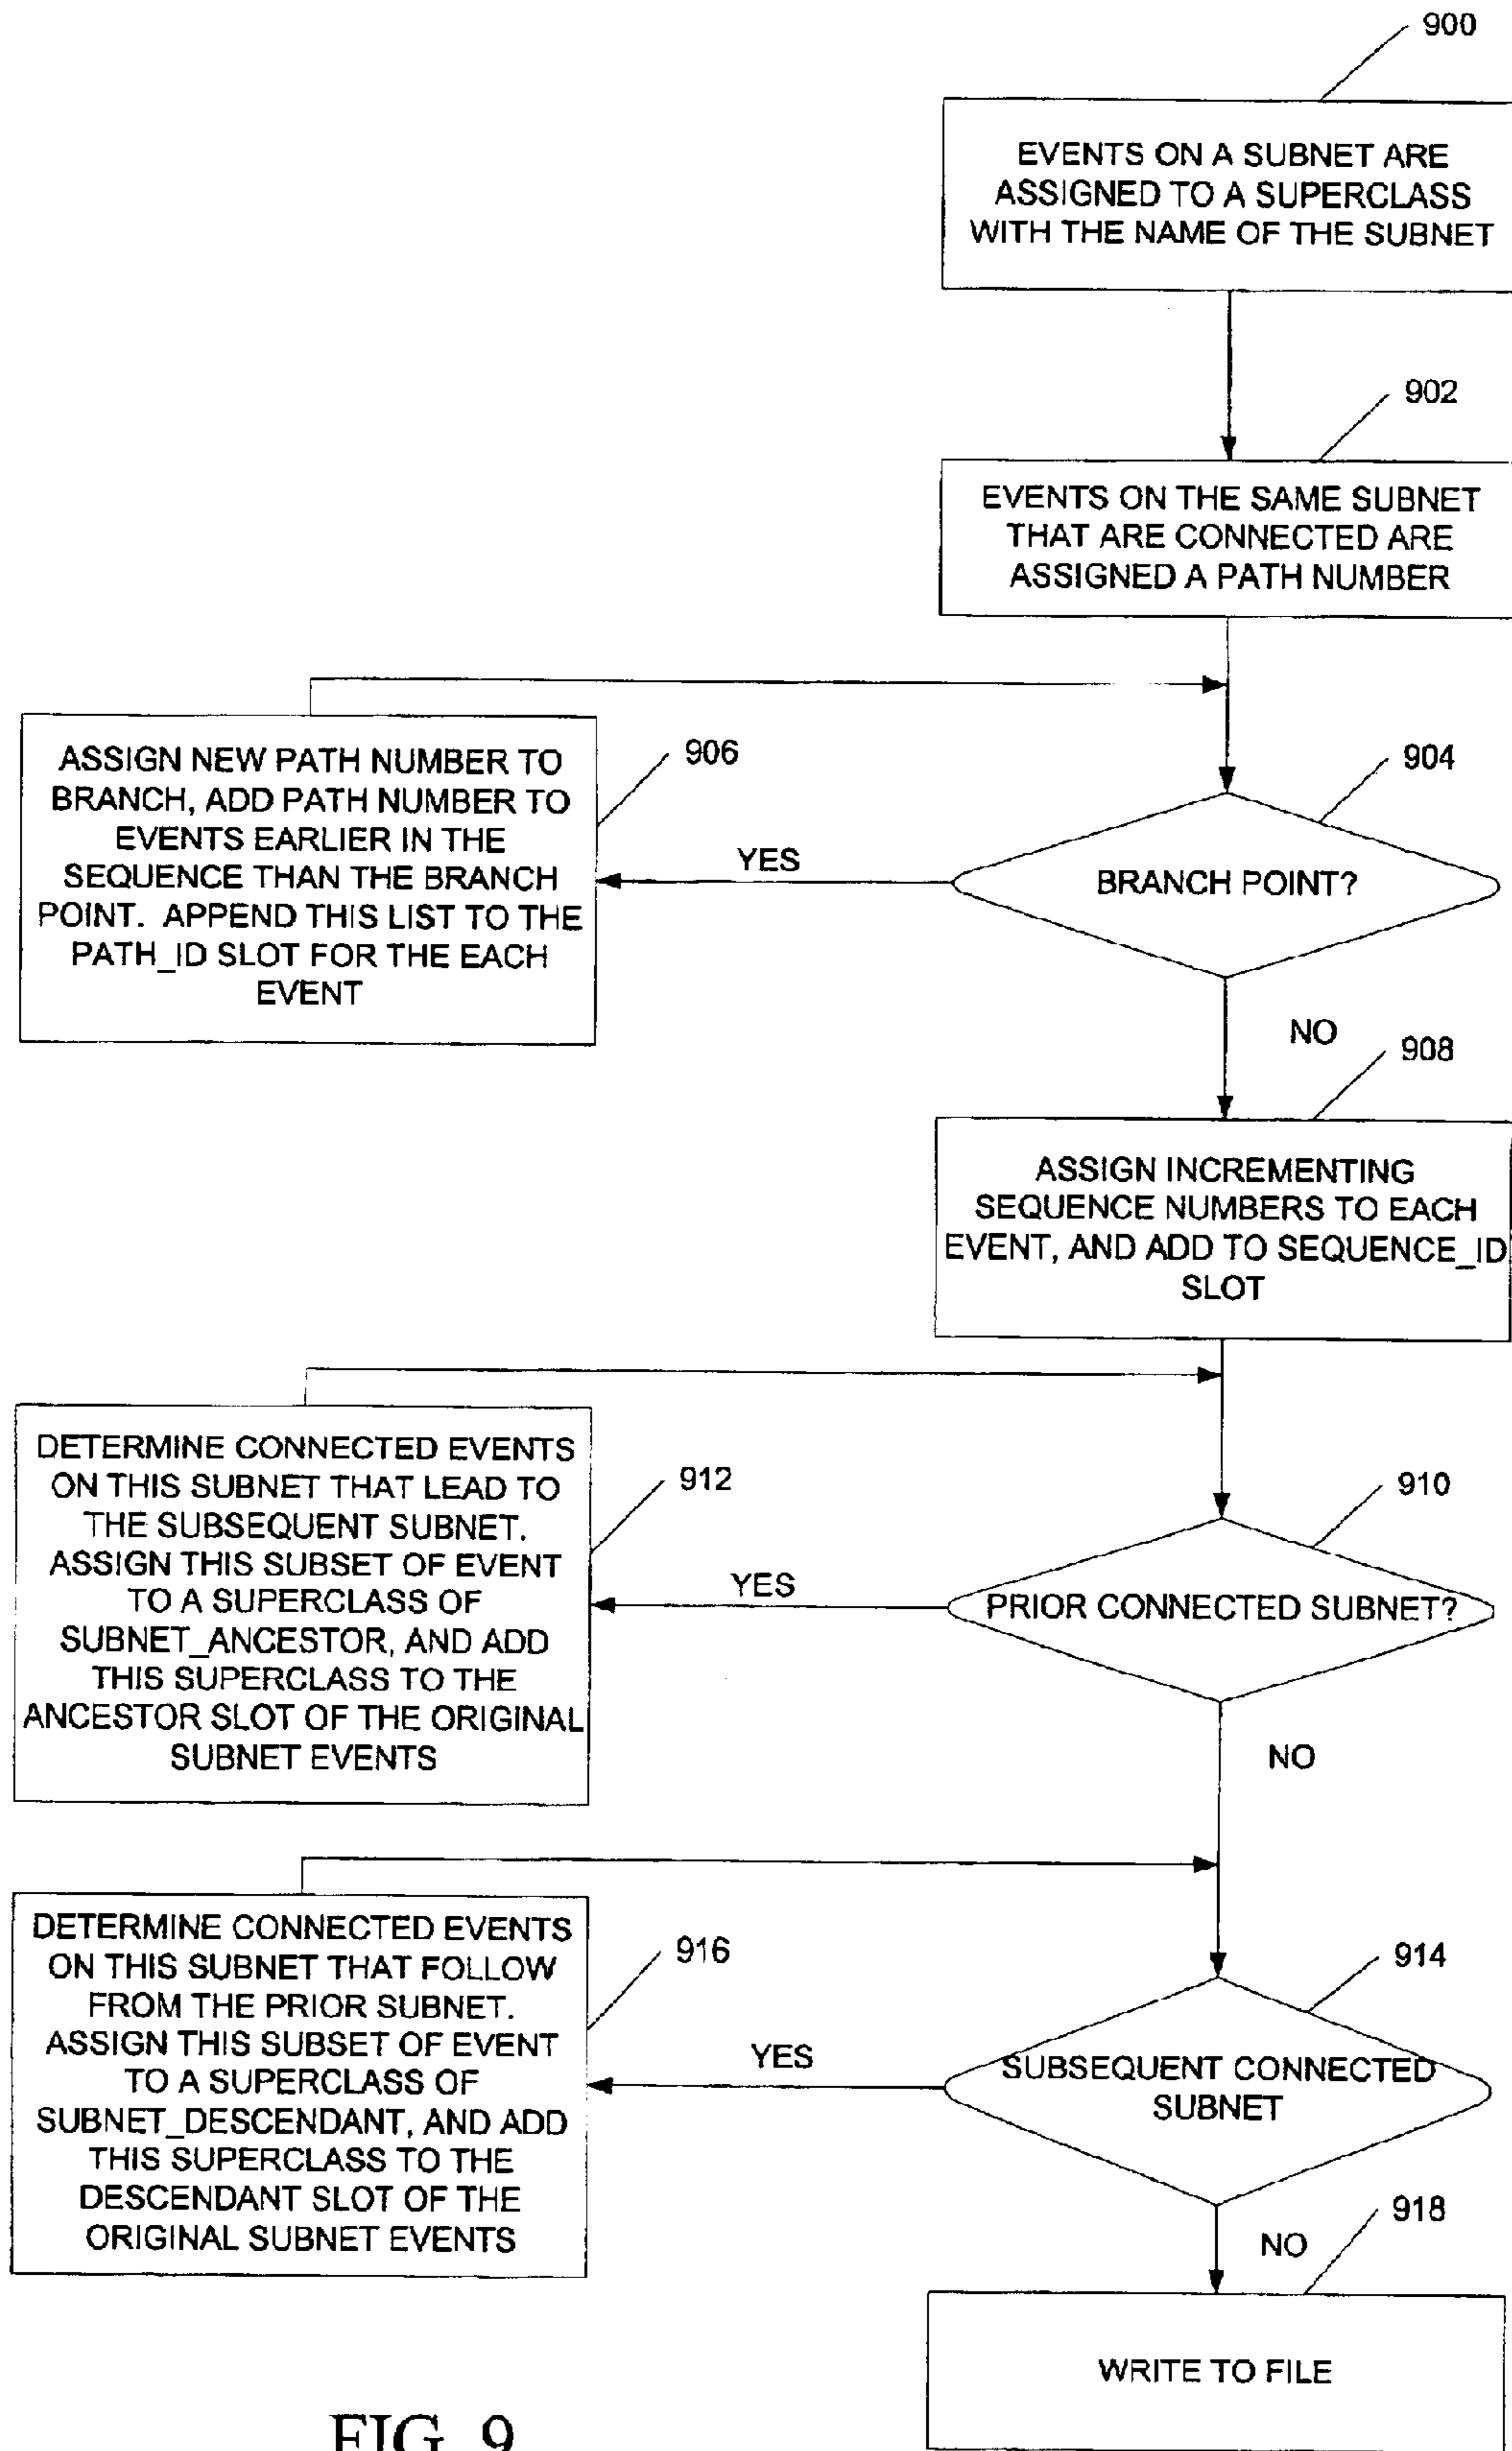 900
EVENTS ON A SUBNET ARE
ASSIGNED TO A SUPERCLASS
WITH THE NAME OF THE SUBNET
902
EVENTS ON THE SAME SUBNET
THAT ARE CONNECTED ARE
ASSIGNED A PATH NUMBER
ASSIGN NEW PATH NUMBER TO
BRANCH, ADD PATH NUMBER TO
EVENTS EARLIER IN THE
SEQUENCE THAN THE BRANCH
POINT. APPEND THIS LIST TO THE
PATH_ID SLOT FOR THE EACH
EVENT
906
YES
904
BRANCH POINT?
NO
908
ASSIGN INCREMENTING
SEQUENCE NUMBERS TO EACH
EVENT, AND ADD TO SEQUENCE_ID
SLOT
DETERMINE CONNECTED EVENTS
ON THIS SUBNET THAT LEAD TO
THE SUBSEQUENT SUBNET.
ASSIGN THIS SUBSET OF EVENT
TO A SUPERCLASS OF
SUBNET_ANCESTOR, AND ADD
THIS SUPERCLASS TO THE
ANCESTOR SLOT OF THE ORIGINAL
SUBNET EVENTS
912
YES
910
PRIOR CONNECTED SUBNET?
NO
DETERMINE CONNECTED EVENTS
ON THIS SUBNET THAT FOLLOW
FROM THE PRIOR SUBNET.
ASSIGN THIS SUBSET OF EVENT
TO A SUPERCLASS OF
SUBNET_DESCENDANT, AND ADD
THIS SUPERCLASS TO THE
DESCENDANT SLOT OF THE
ORIGINAL SUBNET EVENTS
916
YES
914
SUBSEQUENT CONNECTED
SUBNET
NO
918
WRITE TO FILE
FIG. 9